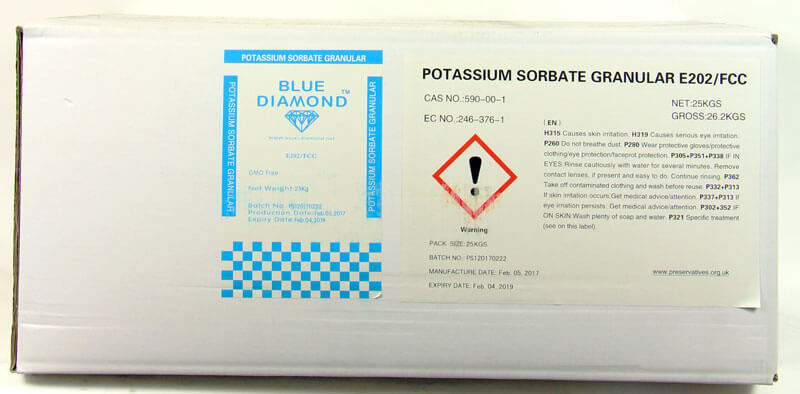 POTASSIUM SORBATE GRANULAR
POTASSIUM SORBATE GRANULAR
BLUE
DIAMOND™
www.blue-diamond.net
E202/FCC
GMO Free
Net Weight:25Kg
Batch No. PS120170222
Production Date:Feb.05,2017
Expiry Date:Feb.04,2019
POTASSIUM SORBATE GRANULAR
POTASSIUM SORBATE GRANULAR E202/FCC
CAS NO.:590-00-1
EC NO.:246-376-1
NET:25KGS
GROSS:26.2KGS
Warning
PACK SIZE: 25KGS
BATCH NO: PS120170222
MANUFACTURE DATE: Feb. 05, 2017
EXPIRY DATE: Feb. 04, 2019
(EN)
H315 Causes skin irritation. H319 Causes serious eye irritation.
P260 Do not breathe dust. P280 Wear protective gloves/protective
clothing/eye protection/faceprot protection. P305+P351+P338 IF IN
EYES:Rinse cautiously with water for several minutes. Remove
contact lenses, if present and easy to do. Continue rinsing. P362
Take off contaminated clothing and wash before reuse. P332+P313
If skin irritation occurs:Get medical advice/attention. P337+P313 If
eye irrnation persists. Get medical advice/attention. P302+352 IF
ON SKIN:Wash plenty of soap and water. P321 Specific treatment
(see on this label).
www.preservatives.org.uk